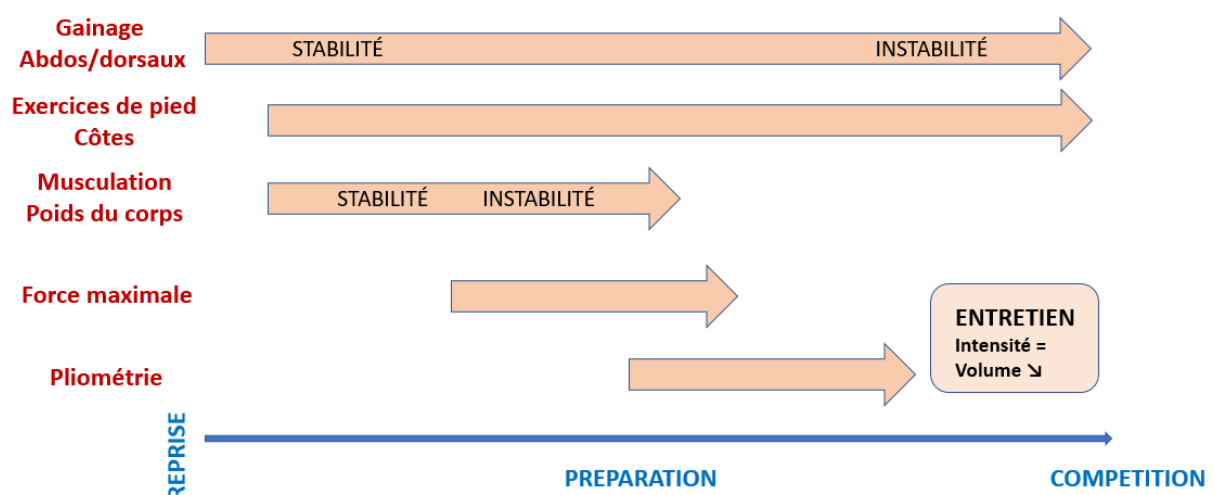 Gainage
Abdos/dorsaux
STABILITÉ
INSTABILITÉ
Exercices de pied
Côtes
Musculation
Poids du corps
STABILITÉ
INSTABILITÉ
Force maximale
ENTRETIEN
Intensité =
Volume ↘
Pliométrie
REPRISE
PREPARATION
COMPETITION